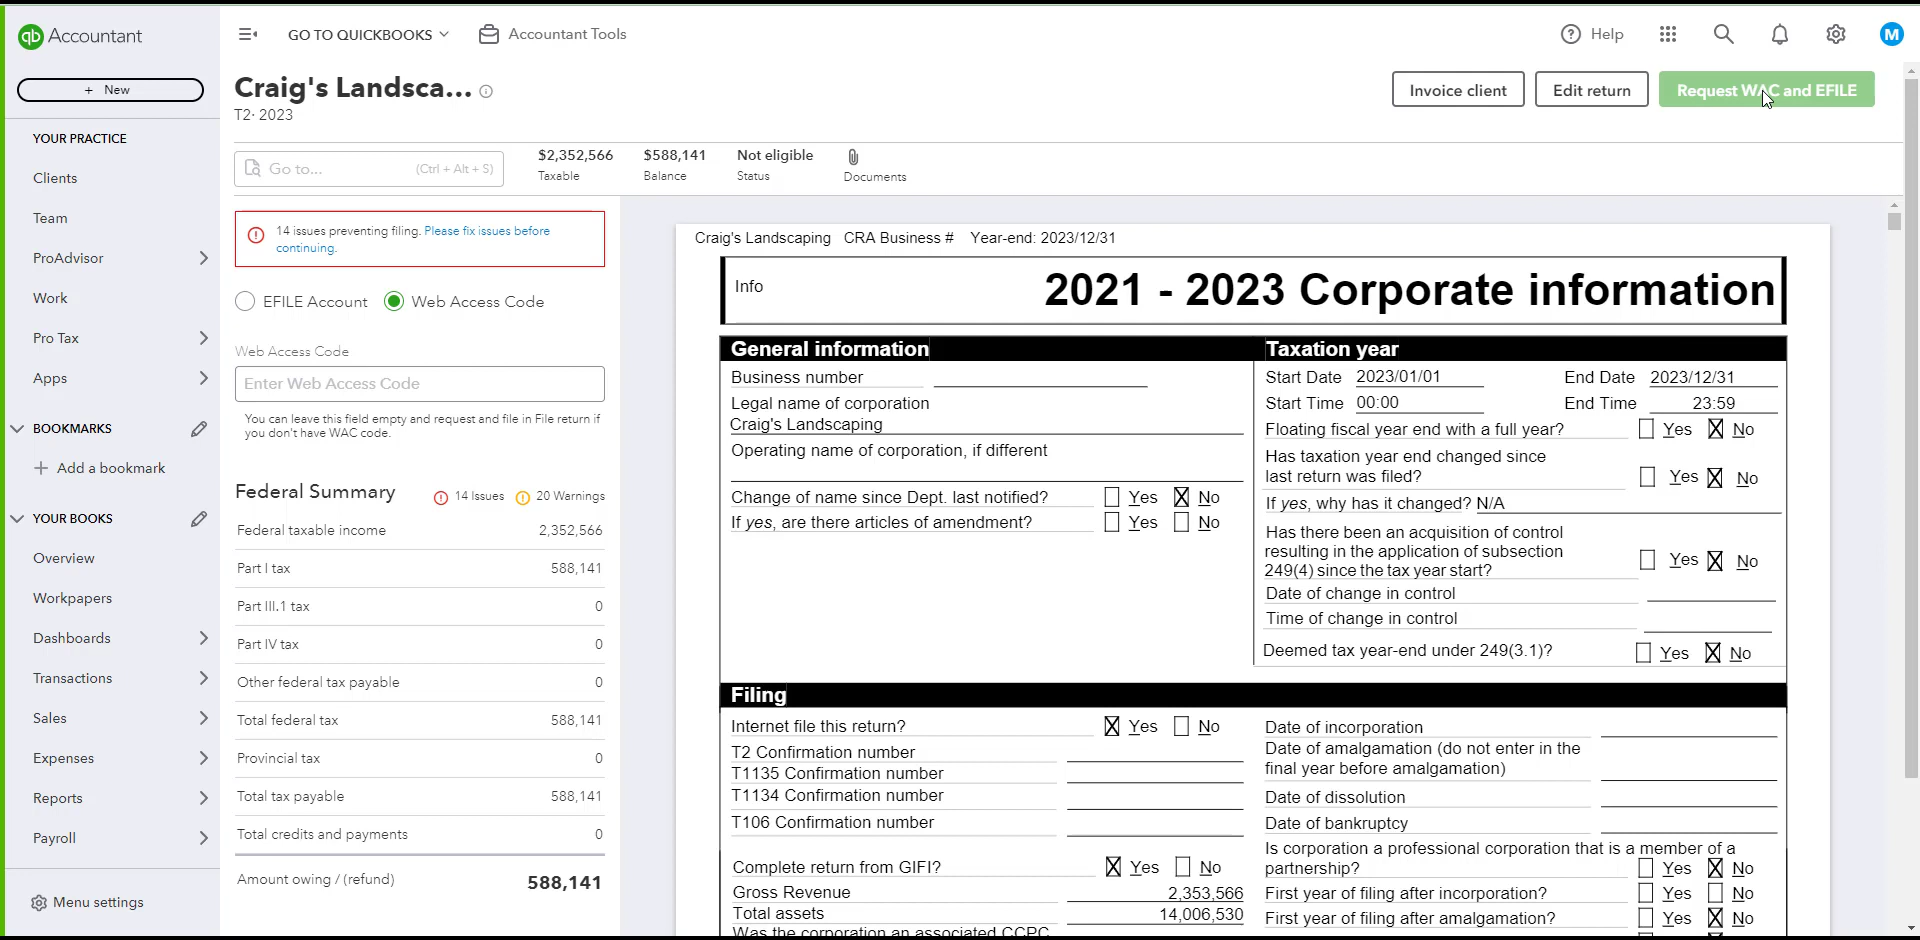 qb Accountant
GO TO QUICKBOOKS
Accountant Tools
Help
M
+ New
Craig's Landsca...
T2· 2023
Invoice client
Edit return
Request WAC and EFILE
YOUR PRACTICE
Clients
Team
ProAdvisor
Work
Pro Tax
Apps
BOOKMARKS
+ Add a bookmark
YOUR BOOKS
Overview
Workpapers
Dashboards
Transactions
Sales
Expenses
Reports
Payroll
Menu settings
Go to... (Ctrl + Alt + S)
$2,352,566
Taxable
$588,141
Balance
Not eligible
Status
Documents
14 issues preventing filing. Please fix issues before
continuing.
EFILE Account
Web Access Code
Web Access Code
Enter Web Access Code
You can leave this field empty and request and file in File return if
you don't have WAC code.
Federal Summary
14 Issues
20 Warnings
Federal taxable income 2,352,566
Part I tax 588,141
Part III.1 tax 0
Part IV tax 0
Other federal tax payable 0
Total federal tax 588,141
Provincial tax 0
Total tax payable 588,141
Total credits and payments 0
Amount owing / (refund) 588,141
Craig's Landscaping CRA Business # Year-end: 2023/12/31
Info
2021 - 2023 Corporate information
General information
Business number
Legal name of corporation
Craig's Landscaping
Operating name of corporation, if different
Change of name since Dept. last notified? Yes No
If yes, are there articles of amendment? Yes No
Taxation year
Start Date 2023/01/01 End Date 2023/12/31
Start Time 00:00 End Time 23:59
Floating fiscal year end with a full year? Yes No
Has taxation year end changed since
last return was filed? Yes No
If yes, why has it changed? N/A
Has there been an acquisition of control
resulting in the application of subsection
249(4) since the tax year start? Yes No
Date of change in control
Time of change in control
Deemed tax year-end under 249(3.1)? Yes No
Filing
Internet file this return? Yes No
T2 Confirmation number
T1135 Confirmation number
T1134 Confirmation number
T106 Confirmation number
Complete return from GIFI? Yes No
Gross Revenue 2,353,566
Total assets 14,006,530
Was the corporation an associated CCPC
Date of incorporation
Date of amalgamation (do not enter in the
final year before amalgamation)
Date of dissolution
Date of bankruptcy
Is corporation a professional corporation that is a member of a
partnership? Yes No
First year of filing after incorporation? Yes No
First year of filing after amalgamation? Yes No